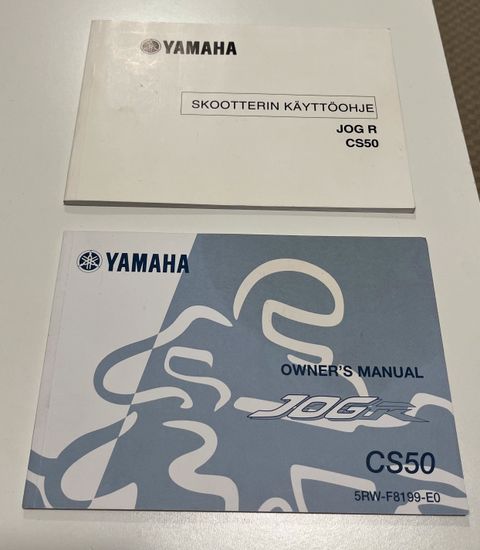 YAMAHA
SKOOTTERIN KÄYTTÖOHJE
JOG R
CS50
YAMAHA
OWNER'S MANUAL
JOG R
CS50
5RW-F8199-E0